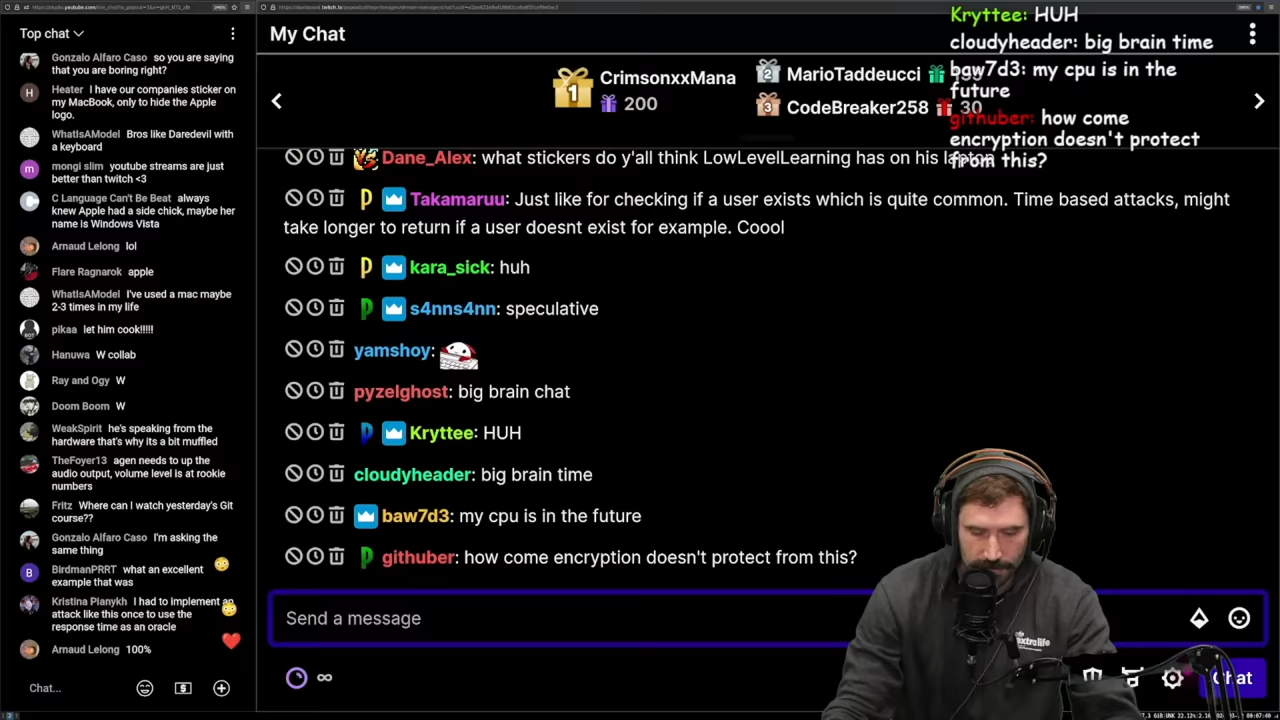 Top chat
Gonzalo Alfaro Caso so you are saying
that you are boring right?
Heater I have our companies sticker on
my MacBook, only to hide the Apple
logo.
WhatIsAModel Bros like Daredevil with
a keyboard
mongi slim youtube streams are just
better than twitch <3
C Language Can't Be Beat always
knew Apple had a side chick, maybe her
name is Windows Vista
Arnaud Lelong lol
Flare Ragnarok apple
WhatIsAModel I've used a mac maybe
2-3 times in my life
pikaa let him cook!!!!!
Hanuwa W collab
Ray and Ogy W
Doom Boom W
WeakSpirit he's speaking from the
hardware that's why its a bit muffled
TheFoyer13 agen needs to up the
audio output, volume level is at rookie
numbers
Fritz Where can I watch yesterday's Git
course??
Gonzalo Alfaro Caso I'm asking the
same thing
BirdmanPRRT what an excellent
example that was
Kristina Pianykh I had to implement an
attack like this once to use the
response time as an oracle
Arnaud Lelong 100%
Chat...
My Chat
1 CrimsonxxMana
200
2 MarioTaddeucci
3 CodeBreaker258 30
Dane_Alex: what stickers do y'all think LowLevelLearning has on his laptop
Takamaruu: Just like for checking if a user exists which is quite common. Time based attacks, might
take longer to return if a user doesnt exist for example. Coool
kara_sick: huh
s4nns4nn: speculative
yamshoy:
pyzelghost: big brain chat
Kryttee: HUH
cloudyheader: big brain time
baw7d3: my cpu is in the future
githuber: how come encryption doesn't protect from this?
Send a message
Chat
Kryttee: HUH
cloudyheader: big brain time
baw7d3: my cpu is in the
future
githuber: how come
encryption doesn't protect
from this?
extralife